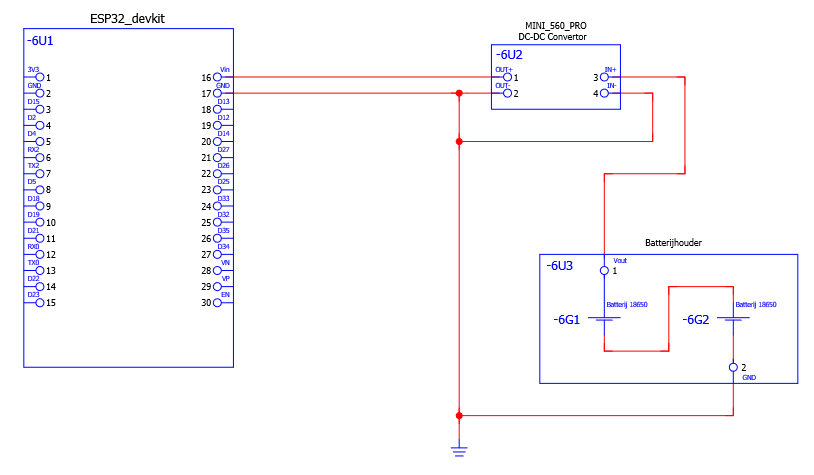 ESP32_devkit
-6U1
3V3
1
GND
2
D15
3
D2
4
D4
5
RX2
6
TX2
7
D5
8
D18
9
D19
10
D21
11
RX0
12
TX0
13
D22
14
D23
15
Vin
16
GND
17
D13
18
D12
19
D14
20
D27
21
D26
22
D25
23
D33
24
D32
25
D35
26
D34
27
VN
28
VP
29
EN
30
MINI_560_PRO
DC-DC Convertor
-6U2
OUT+
1
OUT-
2
IN+
3
IN-
4
Batterijhouder
-6U3
Vout
1
Batterij 18650
-6G1
Batterij 18650
-6G2
2
GND